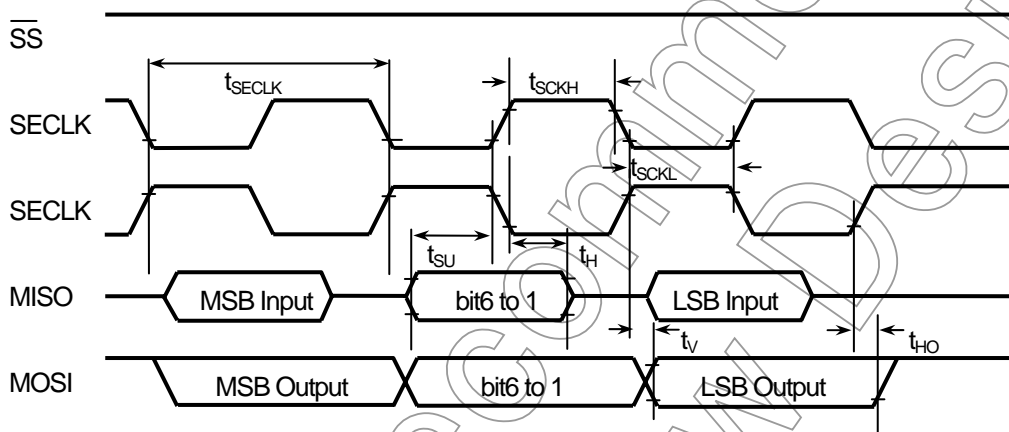 SS
tSECLK
tSCKH
SECLK
tSCKL
SECLK
tSU
tH
MISO
MSB Input
bit6 to 1
LSB Input
tV
tHO
MOSI
MSB Output
bit6 to 1
LSB Output